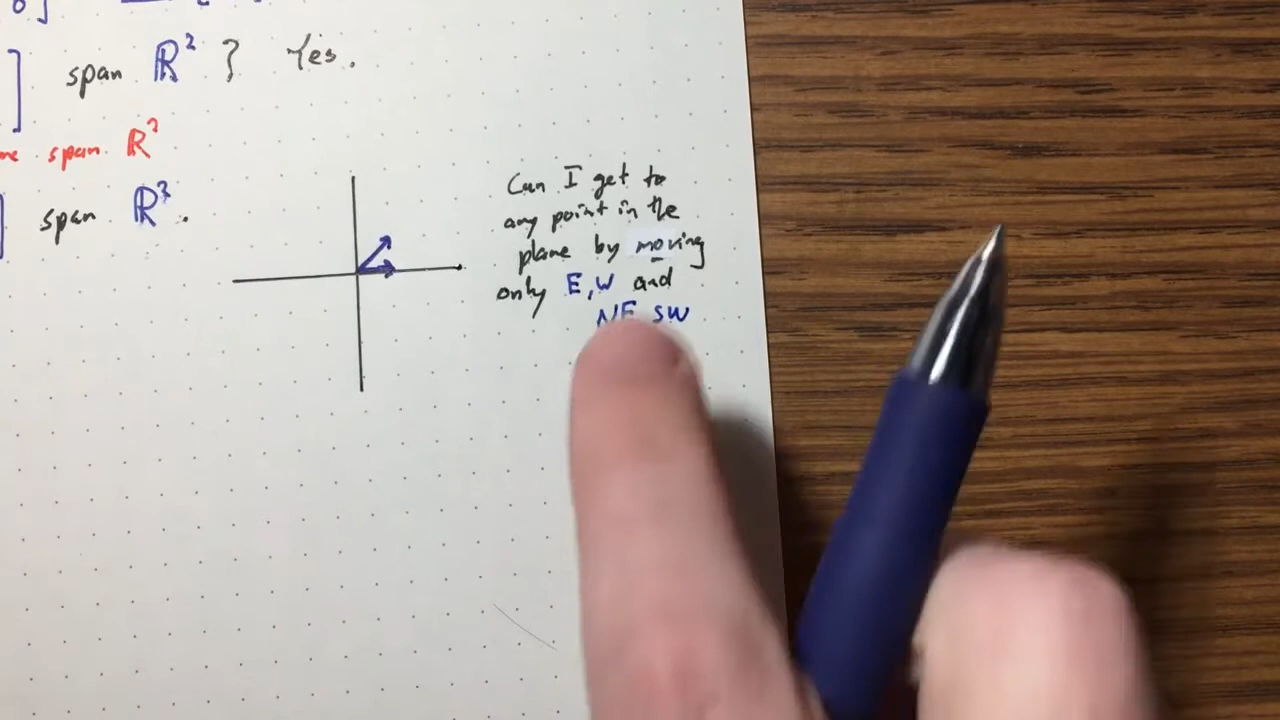 span ℝ² } Yes.
span ℝ²
] span ℝ³.
Can I get to
any point in the
plane by moving
only E, W and
NE SW